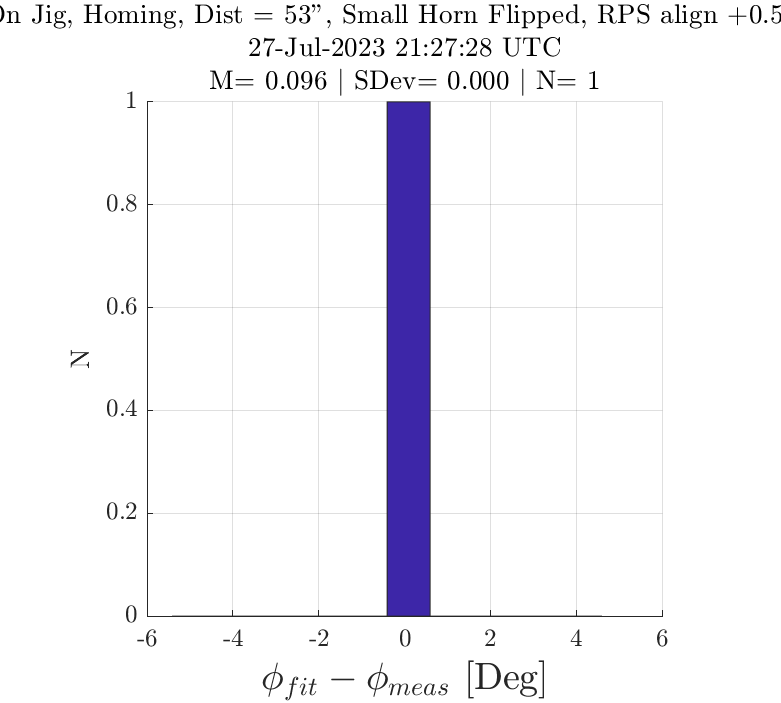 On Jig, Homing, Dist = 53”, Small Horn Flipped, RPS align +0.5
27-Jul-2023 21:27:28 UTC
M= 0.096 | SDev= 0.000 | N= 1
1
0.8
0.6
0.4
0.2
0
N
-6 -4 -2 0 2 4 6
ϕ_fit − ϕ_meas [Deg]